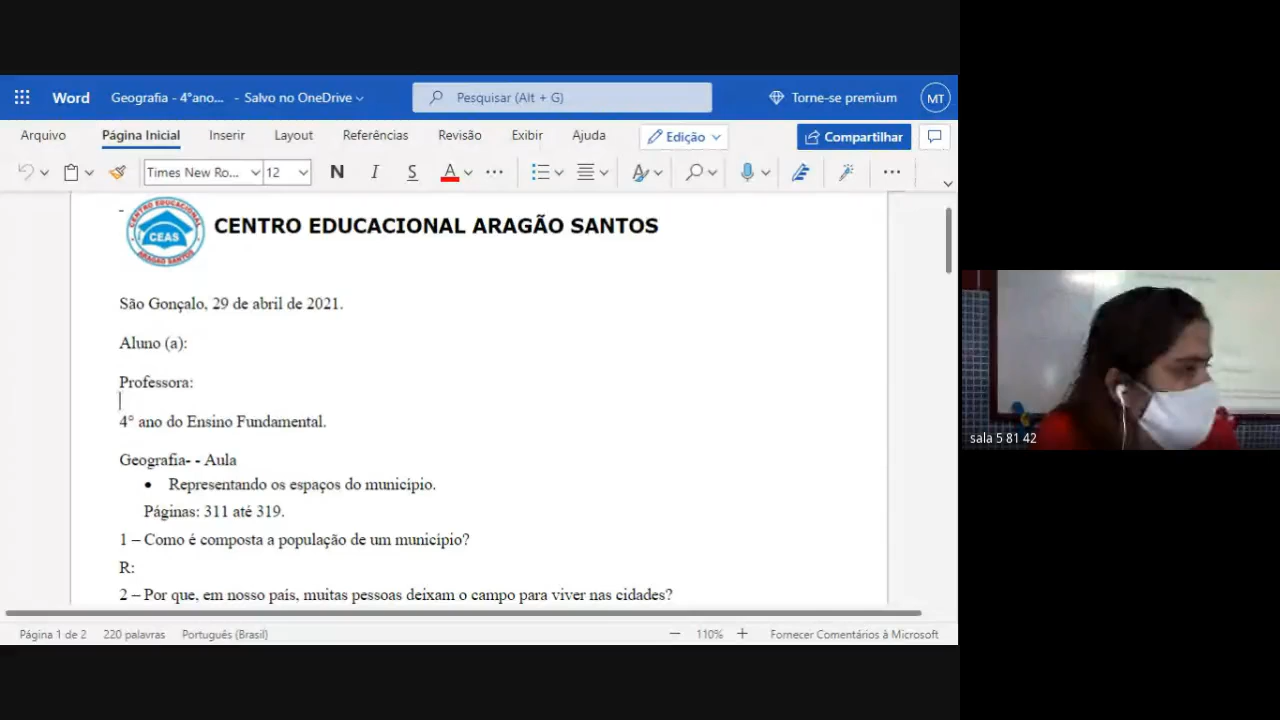 Word Geografia - 4°ano... - Salvo no OneDrive Pesquisar (Alt + G) Torne-se premium MT
Arquivo Página Inicial Inserir Layout Referências Revisão Exibir Ajuda Edição Compartilhar
Times New Ro... 12 N I S A ...
CENTRO EDUCACIONAL
CEAS
ARAGÃO SANTOS
CENTRO EDUCACIONAL ARAGÃO SANTOS
São Gonçalo, 29 de abril de 2021.
Aluno (a):
Professora:
4° ano do Ensino Fundamental.
Geografia- - Aula
• Representando os espaços do município.
Páginas: 311 até 319.
1 – Como é composta a população de um município?
R:
2 – Por que, em nosso país, muitas pessoas deixam o campo para viver nas cidades?
Página 1 de 2 220 palavras Português (Brasil) 110% Fornecer Comentários à Microsoft
sala 5 81 42